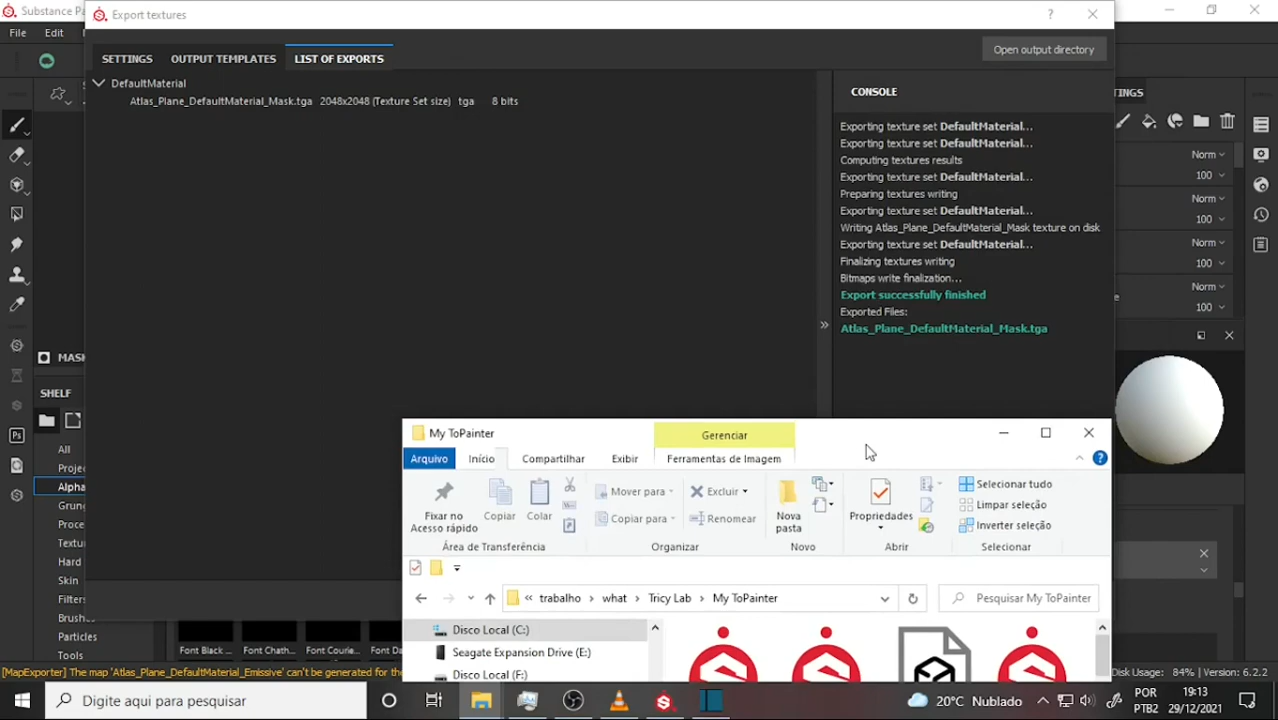 Substance Pa
Export textures
?
File Edit
SETTINGS OUTPUT TEMPLATES LIST OF EXPORTS
Open output directory
DefaultMaterial
Atlas_Plane_DefaultMaterial_Mask.tga 2048x2048 (Texture Set size) tga 8 bits
CONSOLE
TINGS
Exporting texture set DefaultMaterial...
Exporting texture set DefaultMaterial...
Computing textures results
Exporting texture set DefaultMaterial...
Preparing textures writing
Exporting texture set DefaultMaterial...
Writing Atlas_Plane_DefaultMaterial_Mask texture on disk
Exporting texture set DefaultMaterial...
Finalizing textures writing
Bitmaps write finalization...
Export successfully finished
Exported Files:
Atlas_Plane_DefaultMaterial_Mask.tga
Norm
100
Norm
219
Norm
263
Norm
e
307
MASK
SHELF
All
Proje
Alpha
Grung
Proce
Textu
Hard
Skin
Filters
Brushe
Particles
Tools
Ps
Font Black ... Font Chath... Font Courie... Font Da
My ToPainter
Gerenciar
Arquivo Início Compartilhar Exibir Ferramentas de Imagem
Fixar no
Acesso rápido
Copiar
Colar
Área de Transferência
Mover para
Copiar para
Excluir
Renomear
Organizar
Nova
pasta
Novo
Propriedades
Abrir
Selecionar tudo
Limpar seleção
Inverter seleção
Selecionar
« trabalho › what › Tricy Lab › My ToPainter
Pesquisar My ToPainter
Disco Local (C:)
Seagate Expansion Drive (E:)
Disco Local (F:)
[MapExporter] The map 'Atlas_Plane_DefaultMaterial_Emissive' can't be generated for the
Disk Usage: 84% | Version: 6.2.2
Digite aqui para pesquisar
20°C Nublado
POR
PTB2
19:13
29/12/2021